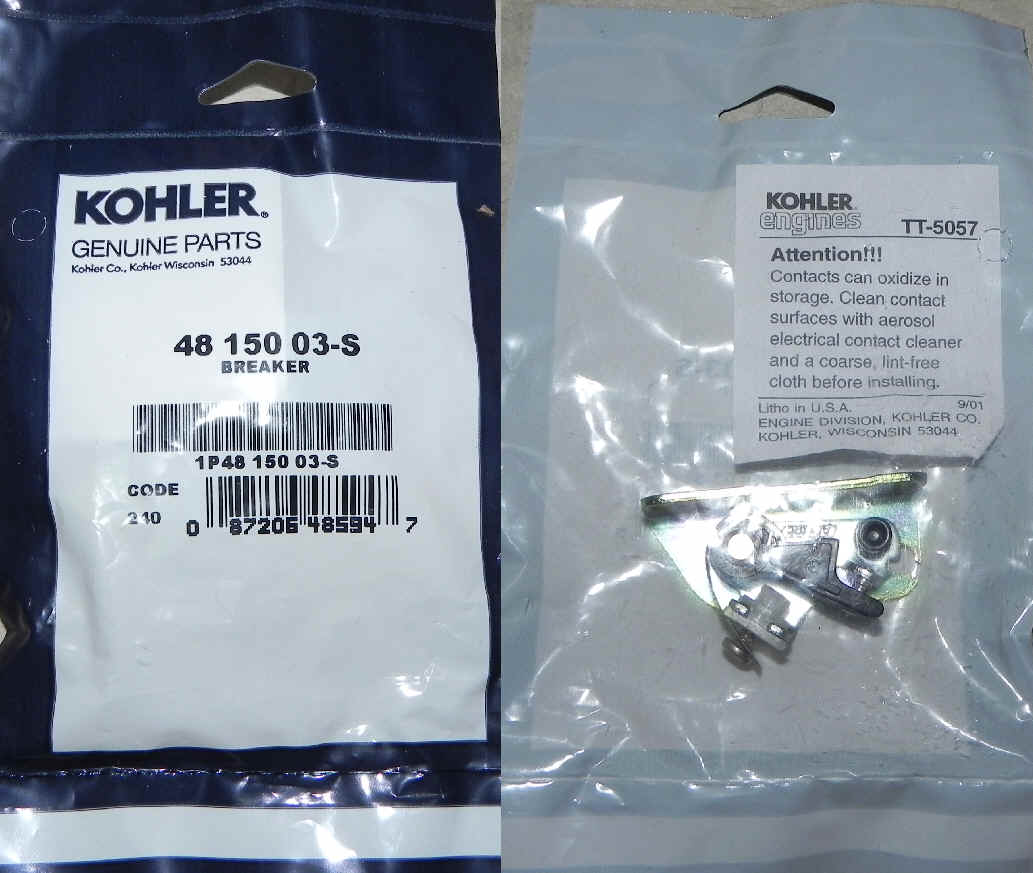 KOHLER®
GENUINE PARTS
Kohler Co., Kohler Wisconsin 53044
48 150 03-S
BREAKER
1P48 150 03-S
CODE
240
0 87206 48594 7
KOHLER®
engines
TT-5057
Attention!!!
Contacts can oxidize in
storage. Clean contact
surfaces with aerosol
electrical contact cleaner
and a coarse, lint-free
cloth before installing.
Litho in U.S.A. 9/01
ENGINE DIVISION, KOHLER CO.
KOHLER, WISCONSIN 53044